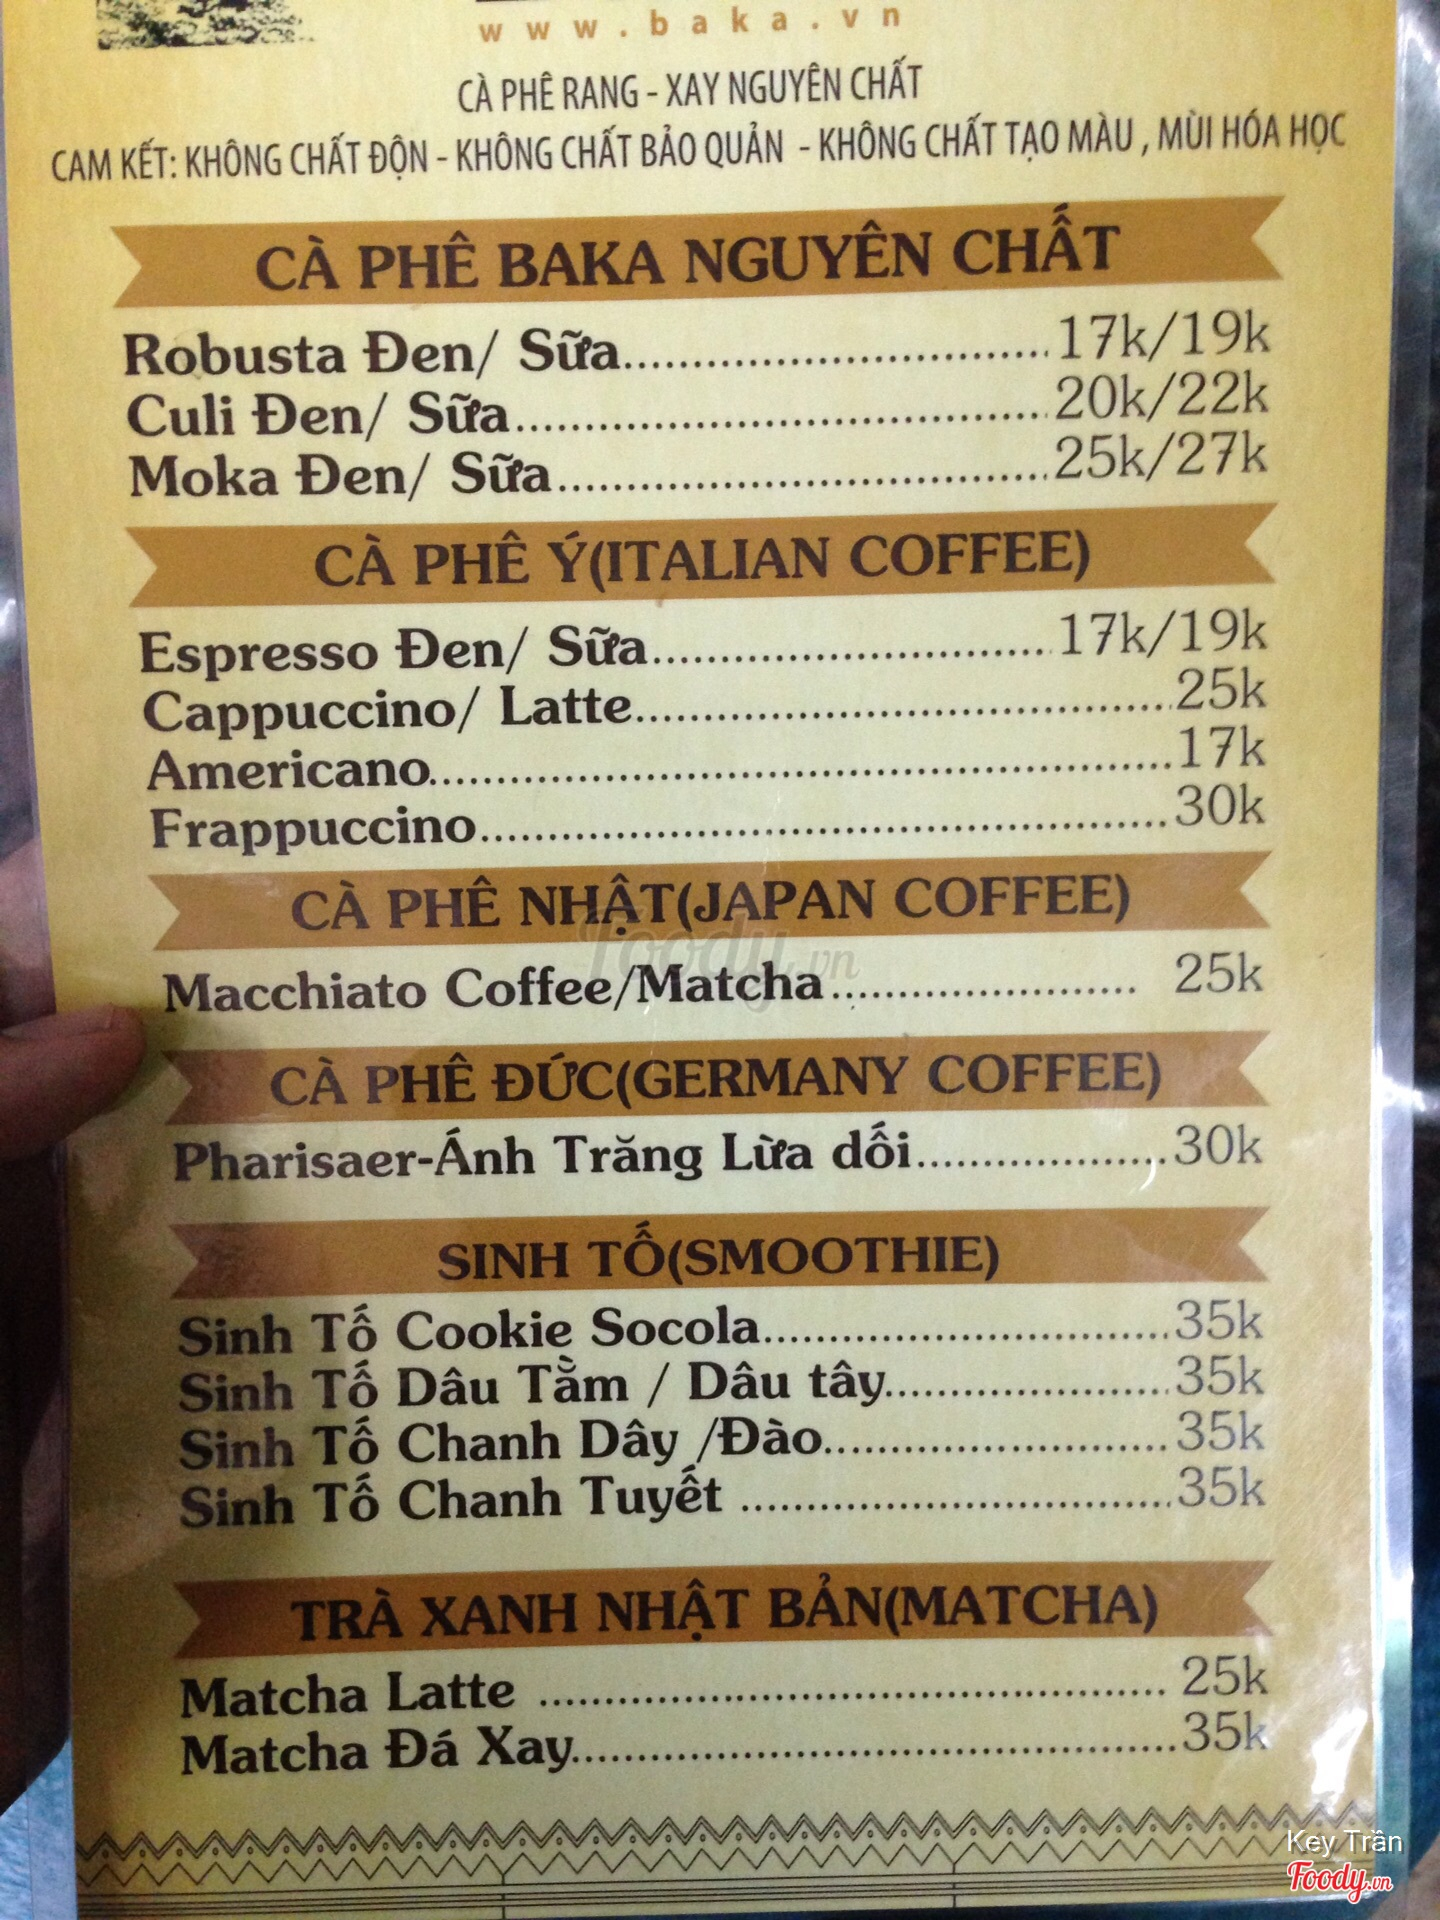 www.baka.vn
CÀ PHÊ RANG - XAY NGUYÊN CHẤT
CAM KẾT: KHÔNG CHẤT ĐỘN - KHÔNG CHẤT BẢO QUẢN - KHÔNG CHẤT TẠO MÀU , MÙI HÓA HỌC
CÀ PHÊ BAKA NGUYÊN CHẤT
Robusta Đen/ Sữa.................................17k/19k
Culi Đen/ Sữa.................................20k/22k
Moka Đen/ Sữa.................................25k/27k
CÀ PHÊ Ý(ITALIAN COFFEE)
Espresso Đen/ Sữa.................................17k/19k
Cappuccino/ Latte.................................25k
Americano.................................17k
Frappuccino.................................30k
CÀ PHÊ NHẬT(JAPAN COFFEE)
Macchiato Coffee/Matcha........................ 25k
CÀ PHÊ ĐỨC(GERMANY COFFEE)
Pharisaer-Ánh Trăng Lừa dối...................30k
SINH TỐ(SMOOTHIE)
Sinh Tố Cookie Socola..............................35k
Sinh Tố Dâu Tằm / Dâu tây.....................35k
Sinh Tố Chanh Dây /Đào.........................35k
Sinh Tố Chanh Tuyết ................................35k
TRÀ XANH NHẬT BẢN(MATCHA)
Matcha Latte ............................................... 25k
Matcha Đá Xay.............................................35k
Foody.vn
Key Trần
Foody.vn